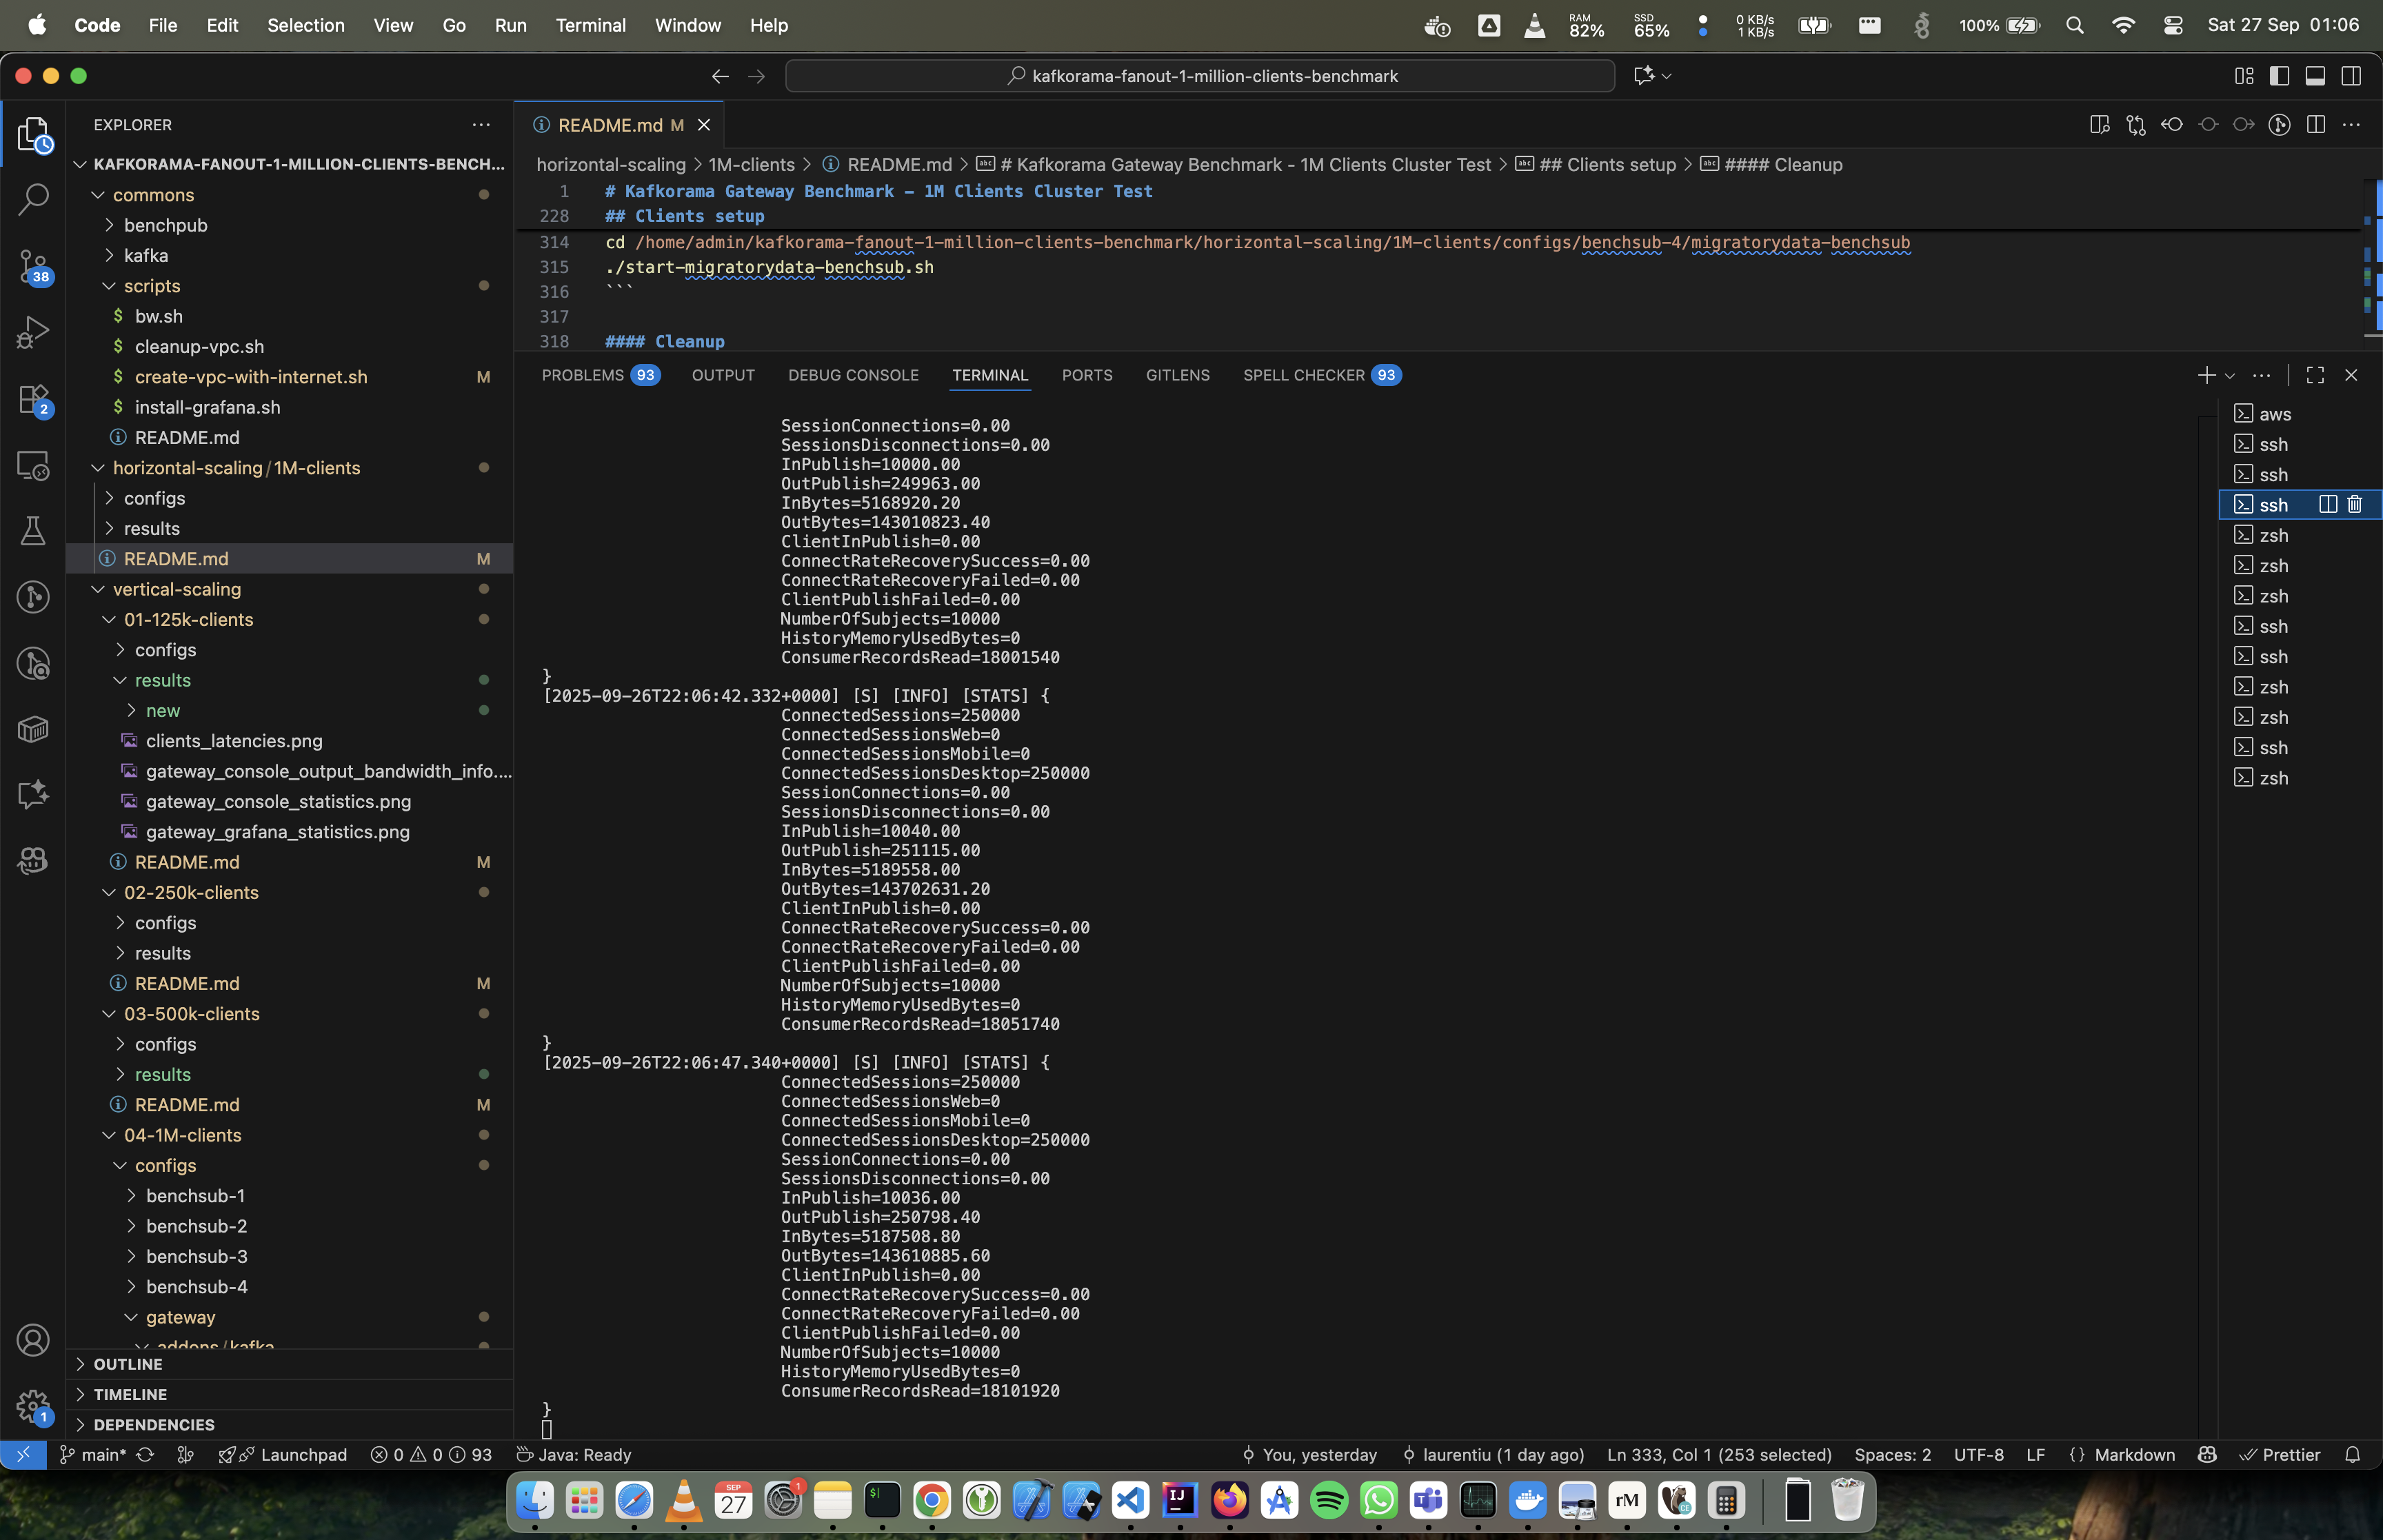 Code File Edit Selection View Go Run Terminal Window Help
RAM 82% SSD 65% 0 KB/s 1 KB/s 100% Sat 27 Sep 01:06
kafkorama-fanout-1-million-clients-benchmark
EXPLORER
README.md M
KAFKORAMA-FANOUT-1-MILLION-CLIENTS-BENCH...
commons
benchpub
kafka
scripts
$ bw.sh
$ cleanup-vpc.sh
$ create-vpc-with-internet.sh M
$ install-grafana.sh
README.md
horizontal-scaling/1M-clients
configs
results
README.md M
vertical-scaling
01-125k-clients
configs
results
new
clients_latencies.png
gateway_console_output_bandwidth_info....
gateway_console_statistics.png
gateway_grafana_statistics.png
README.md M
02-250k-clients
configs
results
README.md M
03-500k-clients
configs
results
README.md M
04-1M-clients
configs
benchsub-1
benchsub-2
benchsub-3
benchsub-4
gateway
addons/kafka
OUTLINE
TIMELINE
DEPENDENCIES
38
2
1
horizontal-scaling > 1M-clients > README.md > # Kafkorama Gateway Benchmark - 1M Clients Cluster Test > ## Clients setup > #### Cleanup
1 # Kafkorama Gateway Benchmark - 1M Clients Cluster Test
228 ## Clients setup
314 cd /home/admin/kafkorama-fanout-1-million-clients-benchmark/horizontal-scaling/1M-clients/configs/benchsub-4/migratorydata-benchsub
315 ./start-migratorydata-benchsub.sh
316 ```
317
318 #### Cleanup
PROBLEMS 93 OUTPUT DEBUG CONSOLE TERMINAL PORTS GITLENS SPELL CHECKER 93
SessionConnections=0.00
SessionsDisconnections=0.00
InPublish=10000.00
OutPublish=249963.00
InBytes=5168920.20
OutBytes=143010823.40
ClientInPublish=0.00
ConnectRateRecoverySuccess=0.00
ConnectRateRecoveryFailed=0.00
ClientPublishFailed=0.00
NumberOfSubjects=10000
HistoryMemoryUsedBytes=0
ConsumerRecordsRead=18001540
}
[2025-09-26T22:06:42.332+0000] [S] [INFO] [STATS] {
ConnectedSessions=250000
ConnectedSessionsWeb=0
ConnectedSessionsMobile=0
ConnectedSessionsDesktop=250000
SessionConnections=0.00
SessionsDisconnections=0.00
InPublish=10040.00
OutPublish=251115.00
InBytes=5189558.00
OutBytes=143702631.20
ClientInPublish=0.00
ConnectRateRecoverySuccess=0.00
ConnectRateRecoveryFailed=0.00
ClientPublishFailed=0.00
NumberOfSubjects=10000
HistoryMemoryUsedBytes=0
ConsumerRecordsRead=18051740
}
[2025-09-26T22:06:47.340+0000] [S] [INFO] [STATS] {
ConnectedSessions=250000
ConnectedSessionsWeb=0
ConnectedSessionsMobile=0
ConnectedSessionsDesktop=250000
SessionConnections=0.00
SessionsDisconnections=0.00
InPublish=10036.00
OutPublish=250798.40
InBytes=5187508.80
OutBytes=143610885.60
ClientInPublish=0.00
ConnectRateRecoverySuccess=0.00
ConnectRateRecoveryFailed=0.00
ClientPublishFailed=0.00
NumberOfSubjects=10000
HistoryMemoryUsedBytes=0
ConsumerRecordsRead=18101920
}
aws
ssh
ssh
ssh
zsh
zsh
zsh
ssh
ssh
zsh
zsh
ssh
zsh
main* Launchpad 0 0 93 Java: Ready You, yesterday laurentiu (1 day ago) Ln 333, Col 1 (253 selected) Spaces: 2 UTF-8 LF {} Markdown Prettier
SEP 27 1 $ IJ rM CE